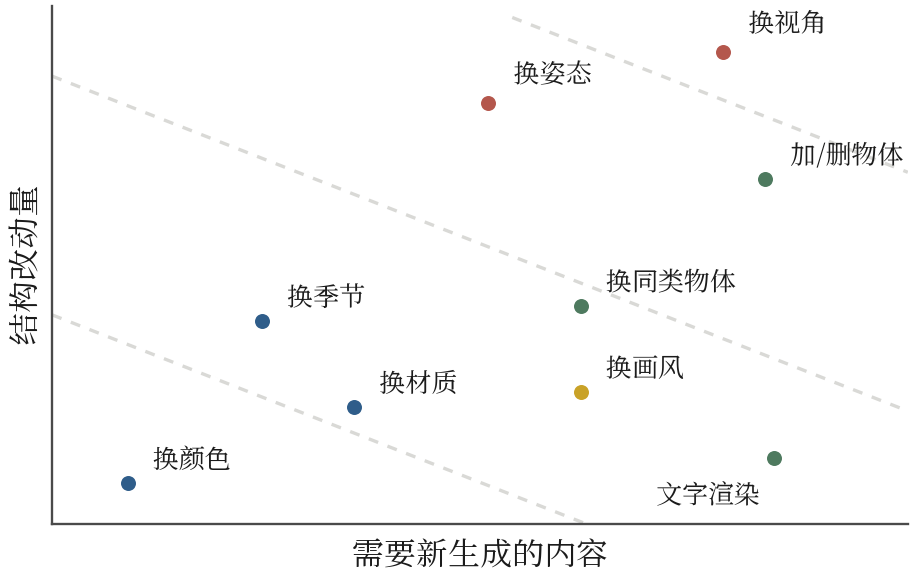 换视角
换姿态
加/删物体
换同类物体
换季节
换画风
换材质
换颜色
文字渲染
结构改动量
需要新生成的内容